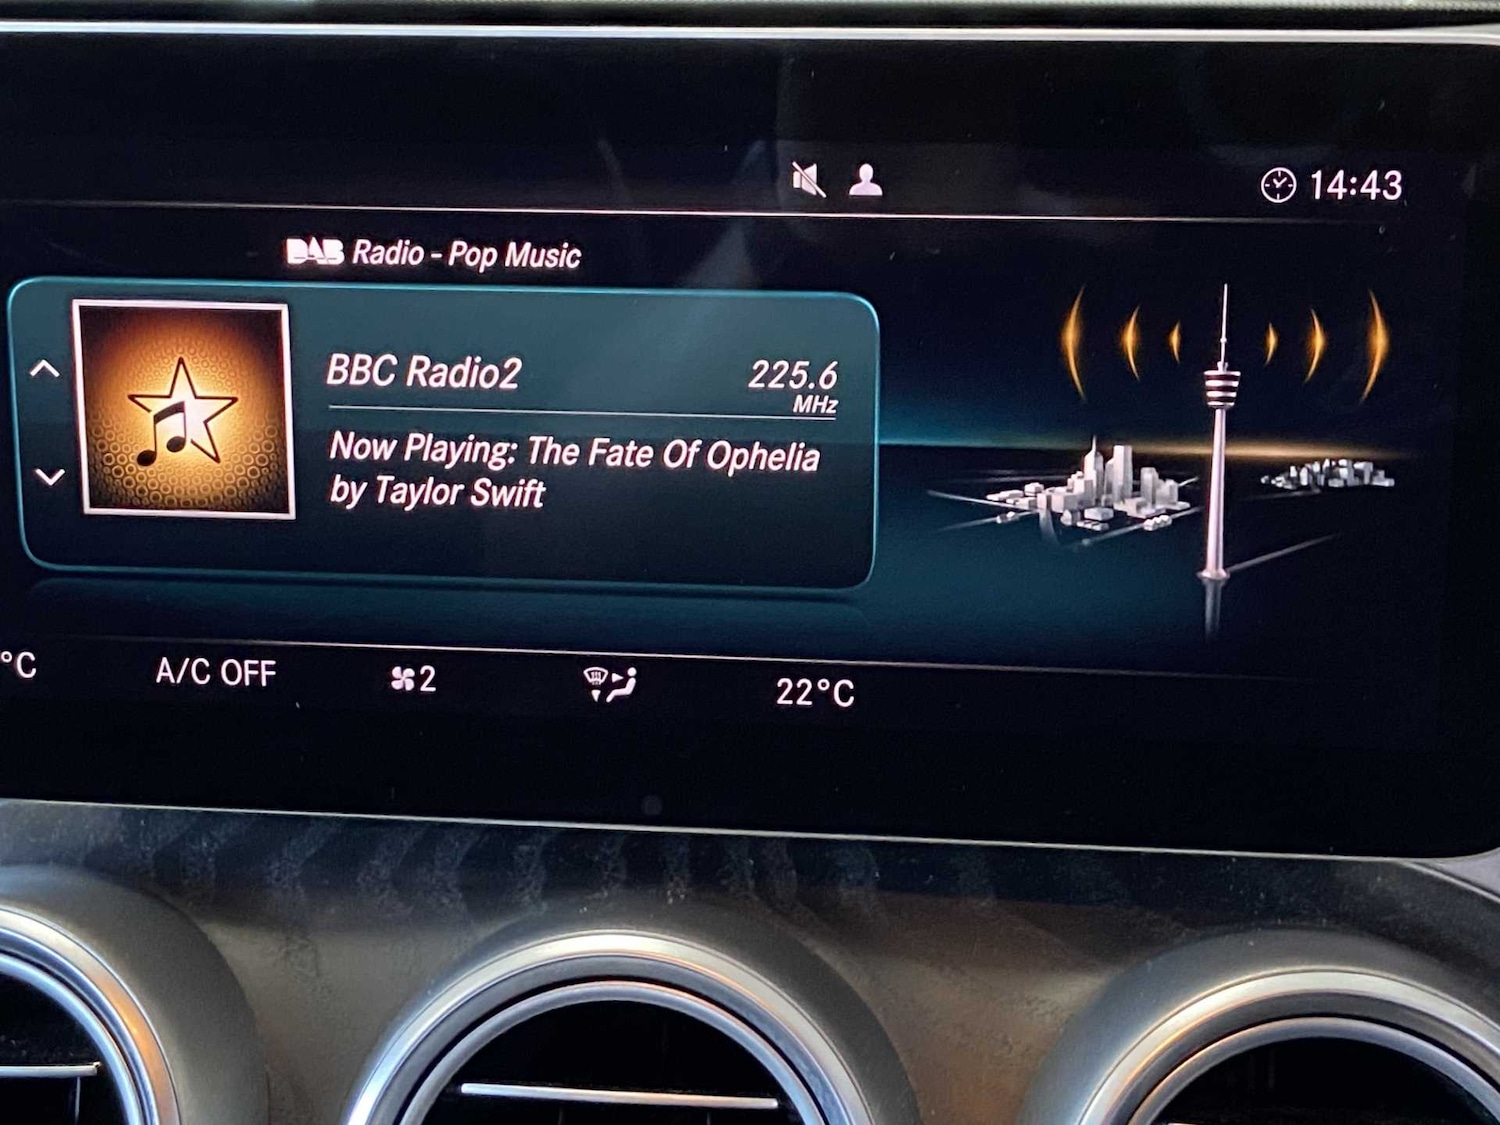 14:43
DAB Radio - Pop Music
BBC Radio2 225.6
MHz
Now Playing: The Fate Of Ophelia
by Taylor Swift
°C A/C OFF 2 22°C